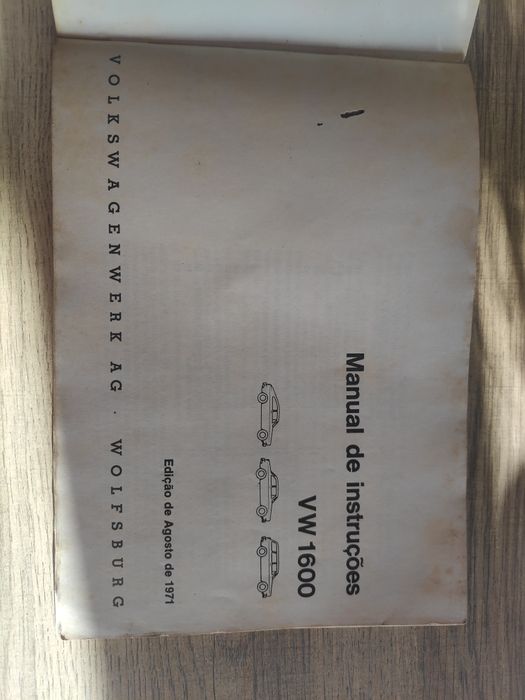 Manual de instruções
VW 1600
Edição de Agosto de 1971
VOLKSWAGENWERK AG · WOLFSBURG